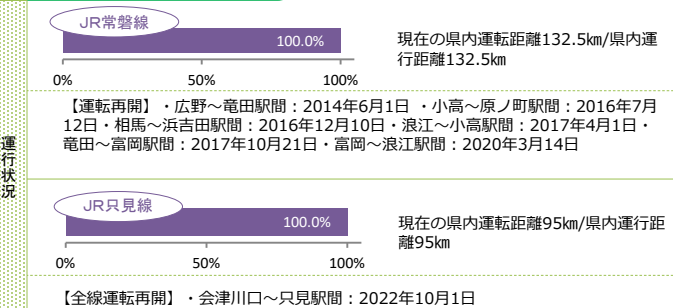 運行状況
JR常磐線
100.0%
0% 50% 100%
現在の県内運転距離132.5㎞/県内運
行距離132.5㎞
【運転再開】・広野～竜田駅間：2014年6月1日 ・小高～原ノ町駅間：2016年7月
12日・相馬～浜吉田駅間：2016年12月10日・浪江～小高駅間：2017年4月1日・
竜田～富岡駅間：2017年10月21日・富岡～浪江駅間：2020年3月14日
JR只見線
100.0%
0% 50% 100%
現在の県内運転距離95㎞/県内運行距
離95㎞
【全線運転再開】・会津川口～只見駅間：2022年10月1日